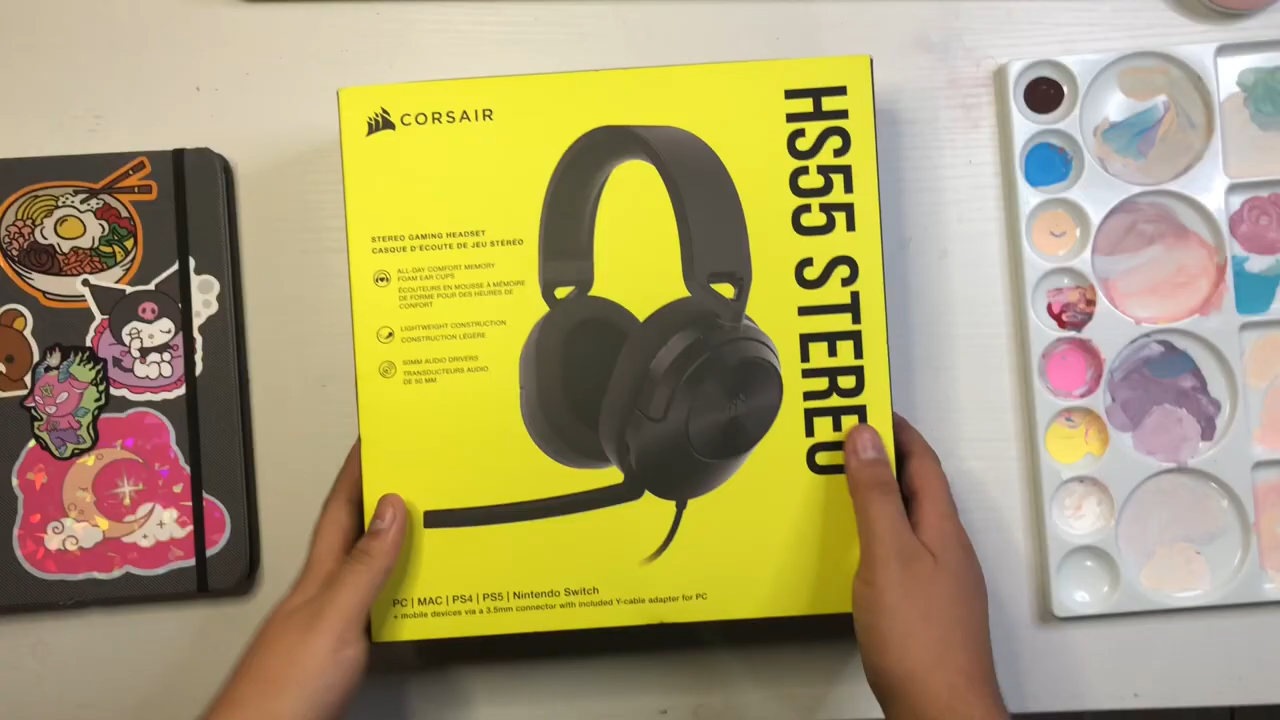 CORSAIR
HS55 STEREO
STEREO GAMING HEADSET
CASQUE D'ÉCOUTE DE JEU STÉRÉO
ALL-DAY COMFORT MEMORY
FOAM EAR CUPS
ÉCOUTEURS EN MOUSSE À MÉMOIRE
DE FORME POUR DES HEURES DE
CONFORT
LIGHTWEIGHT CONSTRUCTION
CONSTRUCTION LÉGÈRE
50MM AUDIO DRIVERS
TRANSDUCTEURS AUDIO
DE 50 MM
PC | MAC | PS4 | PS5 | Nintendo Switch
+ mobile devices via a 3.5mm connector with included Y-cable adapter for PC